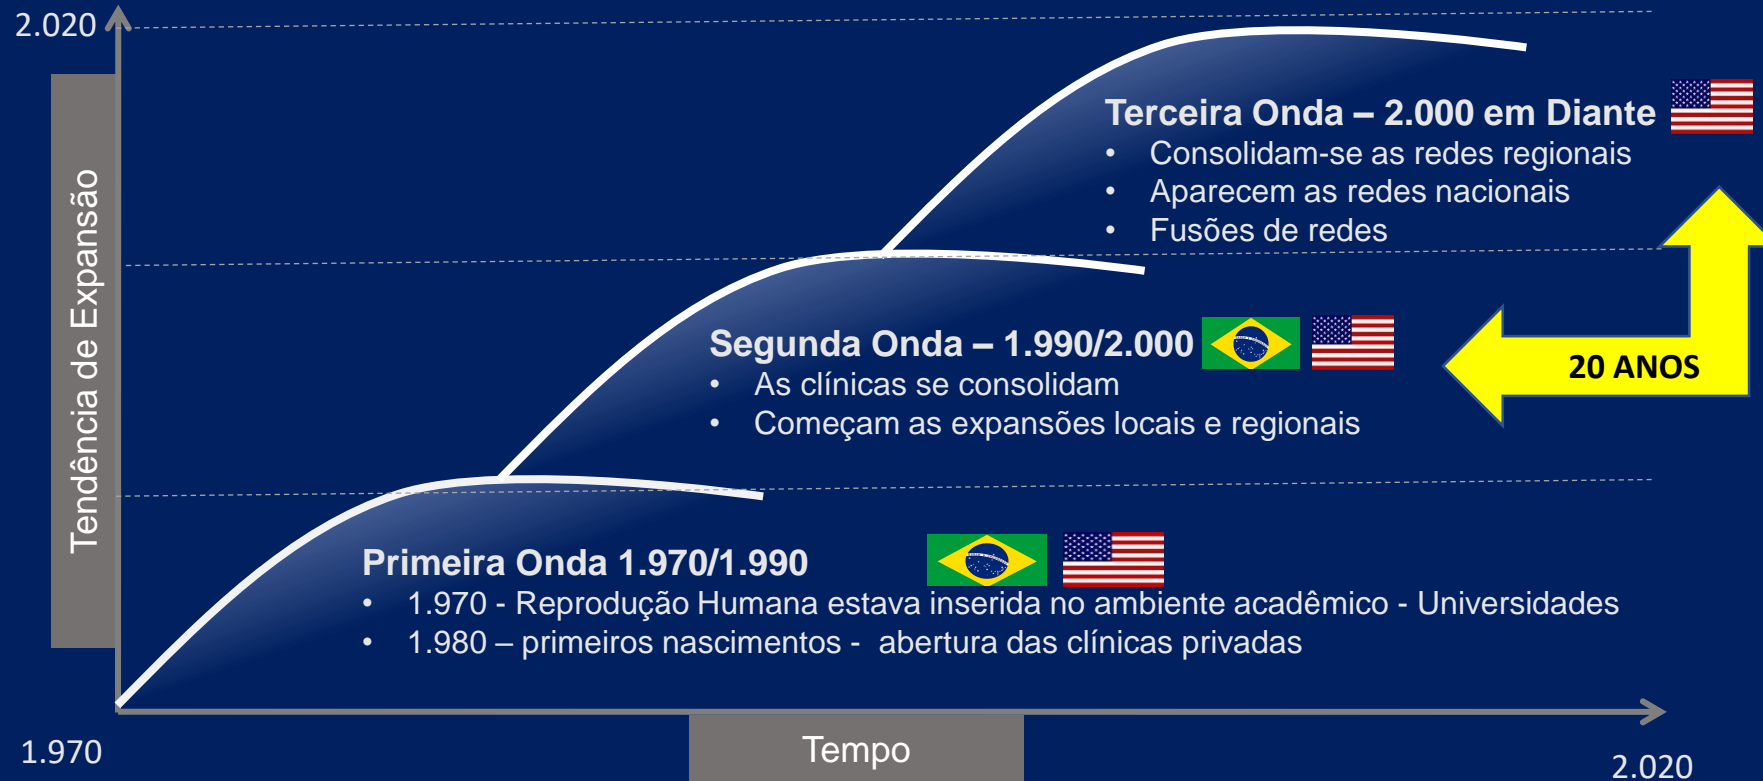 2.020
Tendência de Expansão
Terceira Onda – 2.000 em Diante
• Consolidam-se as redes regionais
• Aparecem as redes nacionais
• Fusões de redes
Segunda Onda – 1.990/2.000
• As clínicas se consolidam
• Começam as expansões locais e regionais
20 ANOS
Primeira Onda 1.970/1.990
• 1.970 - Reprodução Humana estava inserida no ambiente acadêmico - Universidades
• 1.980 – primeiros nascimentos - abertura das clínicas privadas
1.970
Tempo
2.020